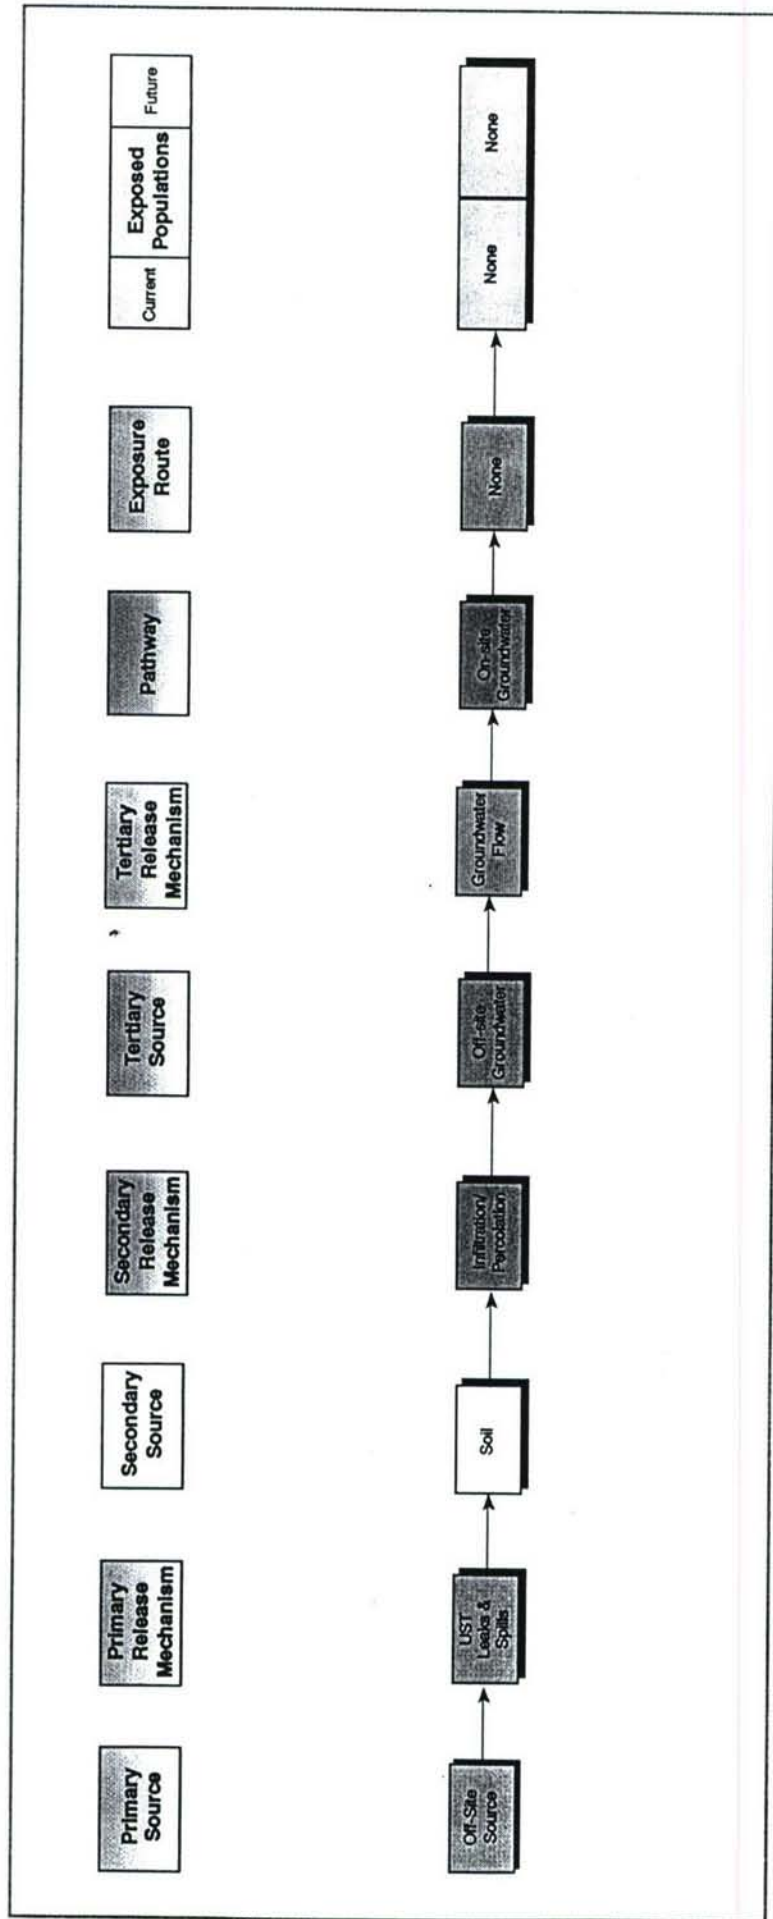 Primary
Source
Primary
Release
Mechanism
Secondary
Source
Secondary
Release
Mechanism
Tertiary
Source
Tertiary
Release
Mechanism
Pathway
Exposure
Route
Current
Exposed
Populations
Future
Off-Site
Source
UST
Leaks &
Spills
Soil
Infiltration/
Percolation
Off-site
Groundwater
Groundwater
Flow
On-site
Groundwater
None
None
None